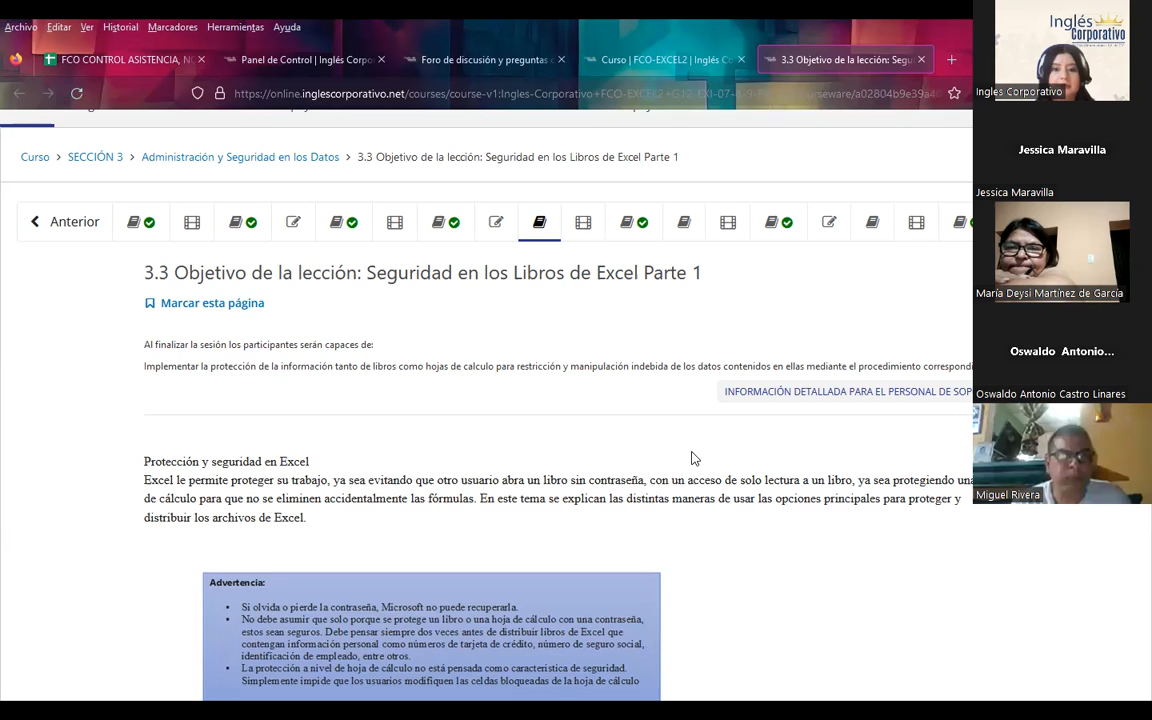 Archivo Editar Ver Historial Marcadores Herramientas Ayuda
FCO CONTROL ASISTENCIA, NO
Panel de Control | Inglés Corpo
Foro de discusión y preguntas
Curso | FCO-EXCEL2 | Inglés C
3.3 Objetivo de la lección: Segu
Curso > SECCIÓN 3 > Administración y Seguridad en los Datos > 3.3 Objetivo de la lección: Seguridad en los Libros de Excel Parte 1
Anterior
3.3 Objetivo de la lección: Seguridad en los Libros de Excel Parte 1
Marcar esta página
Al finalizar la sesión los participantes serán capaces de:
Implementar la protección de la información tanto de libros como hojas de calculo para restricción y manipulación indebida de los datos contenidos en ellas mediante el procedimiento correspondi
INFORMACIÓN DETALLADA PARA EL PERSONAL DE SOP
Protección y seguridad en Excel
Excel le permite proteger su trabajo, ya sea evitando que otro usuario abra un libro sin contraseña, con un acceso de solo lectura a un libro, ya sea protegiendo una
de cálculo para que no se eliminen accidentalmente las fórmulas. En este tema se explican las distintas maneras de usar las opciones principales para proteger y
distribuir los archivos de Excel.
Advertencia:
• Si olvida o pierde la contraseña, Microsoft no puede recuperarla.
• No debe asumir que solo porque se protege un libro o una hoja de cálculo con una contraseña,
estos sean seguros. Debe pensar siempre dos veces antes de distribuir libros de Excel que
contengan información personal como números de tarjeta de crédito, número de seguro social,
identificación de empleado, entre otros.
• La protección a nivel de hoja de cálculo no está pensada como característica de seguridad.
Simplemente impide que los usuarios modifiquen las celdas bloqueadas de la hoja de cálculo
Inglés
Corporativo
Ingles Corporativo
Jessica Maravilla
Jessica Maravilla
María Deysi Martínez de García
Oswaldo Antonio...
Oswaldo Antonio Castro Linares
Miguel Rivera